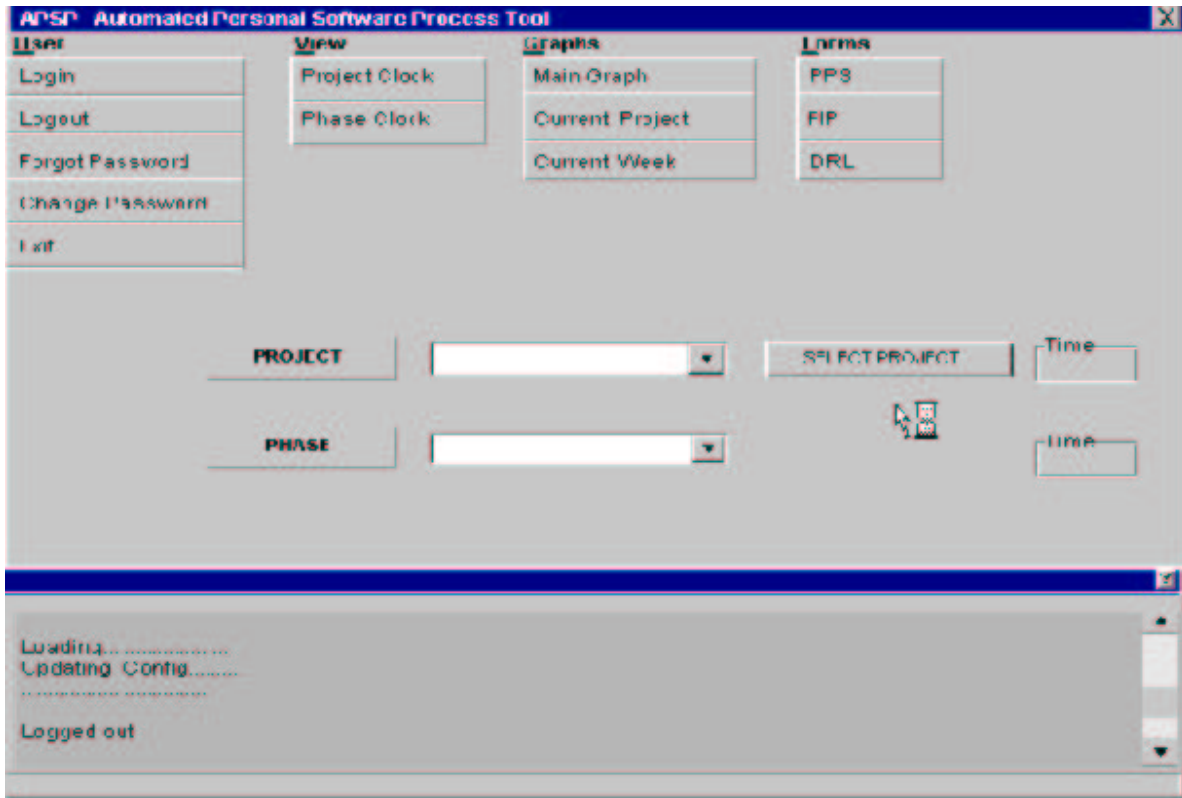 APSP Automated Personal Software Process Tool
User View Graphs Forms
Login Project Clock Main Graph PPS
Logout Phase Clock Current Project PIP
Forgot Password Current Week DRL
Change Password
Exit
PROJECT SELECT PROJECT Time
PHASE Time
Loading...................
Updating Config.........
..............................
Logged out